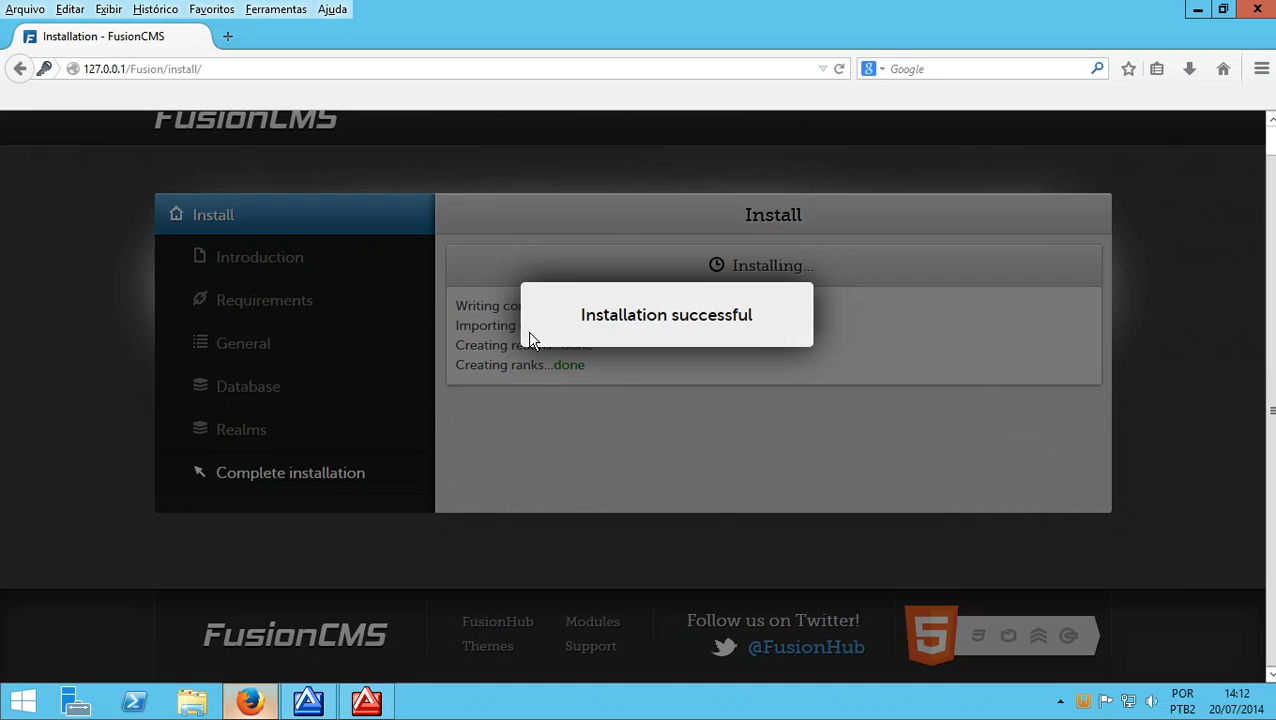 Arquivo Editar Exibir Histórico Favoritos Ferramentas Ajuda
Installation - FusionCMS
127.0.0.1/Fusion/install/
Google
FUSIONCMS
Install
Install
Introduction
Installing...
Requirements
Writing
Installation successful
Importing
General
Creating
Creating ranks...done
Database
Realms
Complete installation
FUSIONCMS
FusionHub Modules
Themes Support
Follow us on Twitter!
@FusionHub
5
POR
PTB2
14:12
20/07/2014